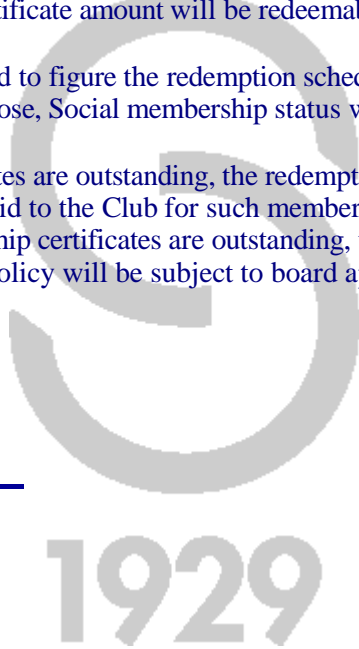 tificate amount will be redeemab
d to figure the redemption sched
ose, Social membership status w
tes are outstanding, the redempt
id to the Club for such member
hip certificates are outstanding,
olicy will be subject to board a
1929